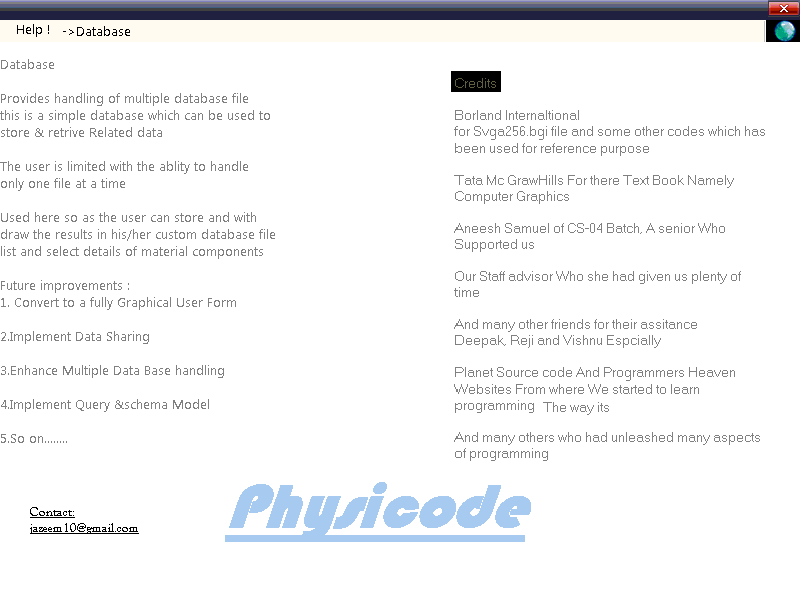 Help ! ->Database
Database
Provides handling of multiple database file
this is a simple database which can be used to
store & retrive Related data
The user is limited with the ablity to handle
only one file at a time
Used here so as the user can store and with
draw the results in his/her custom database file
list and select details of material components
Future improvements :
1. Convert to a fully Graphical User Form
2.Implement Data Sharing
3.Enhance Multiple Data Base handling
4.Implement Query &schema Model
5.So on........
Credits
Borland Internaltional
for Svga256.bgi file and some other codes which has
been used for reference purpose
Tata Mc GrawHills For there Text Book Namely
Computer Graphics
Aneesh Samuel of CS-04 Batch, A senior Who
Supported us
Our Staff advisor Who she had given us plenty of
time
And many other friends for their assitance
Deepak, Reji and Vishnu Espcially
Planet Source code And Programmers Heaven
Websites From where We started to learn
programming The way its
And many others who had unleashed many aspects
of programming
Contact:
jazeem10@gmail.com
Physicode